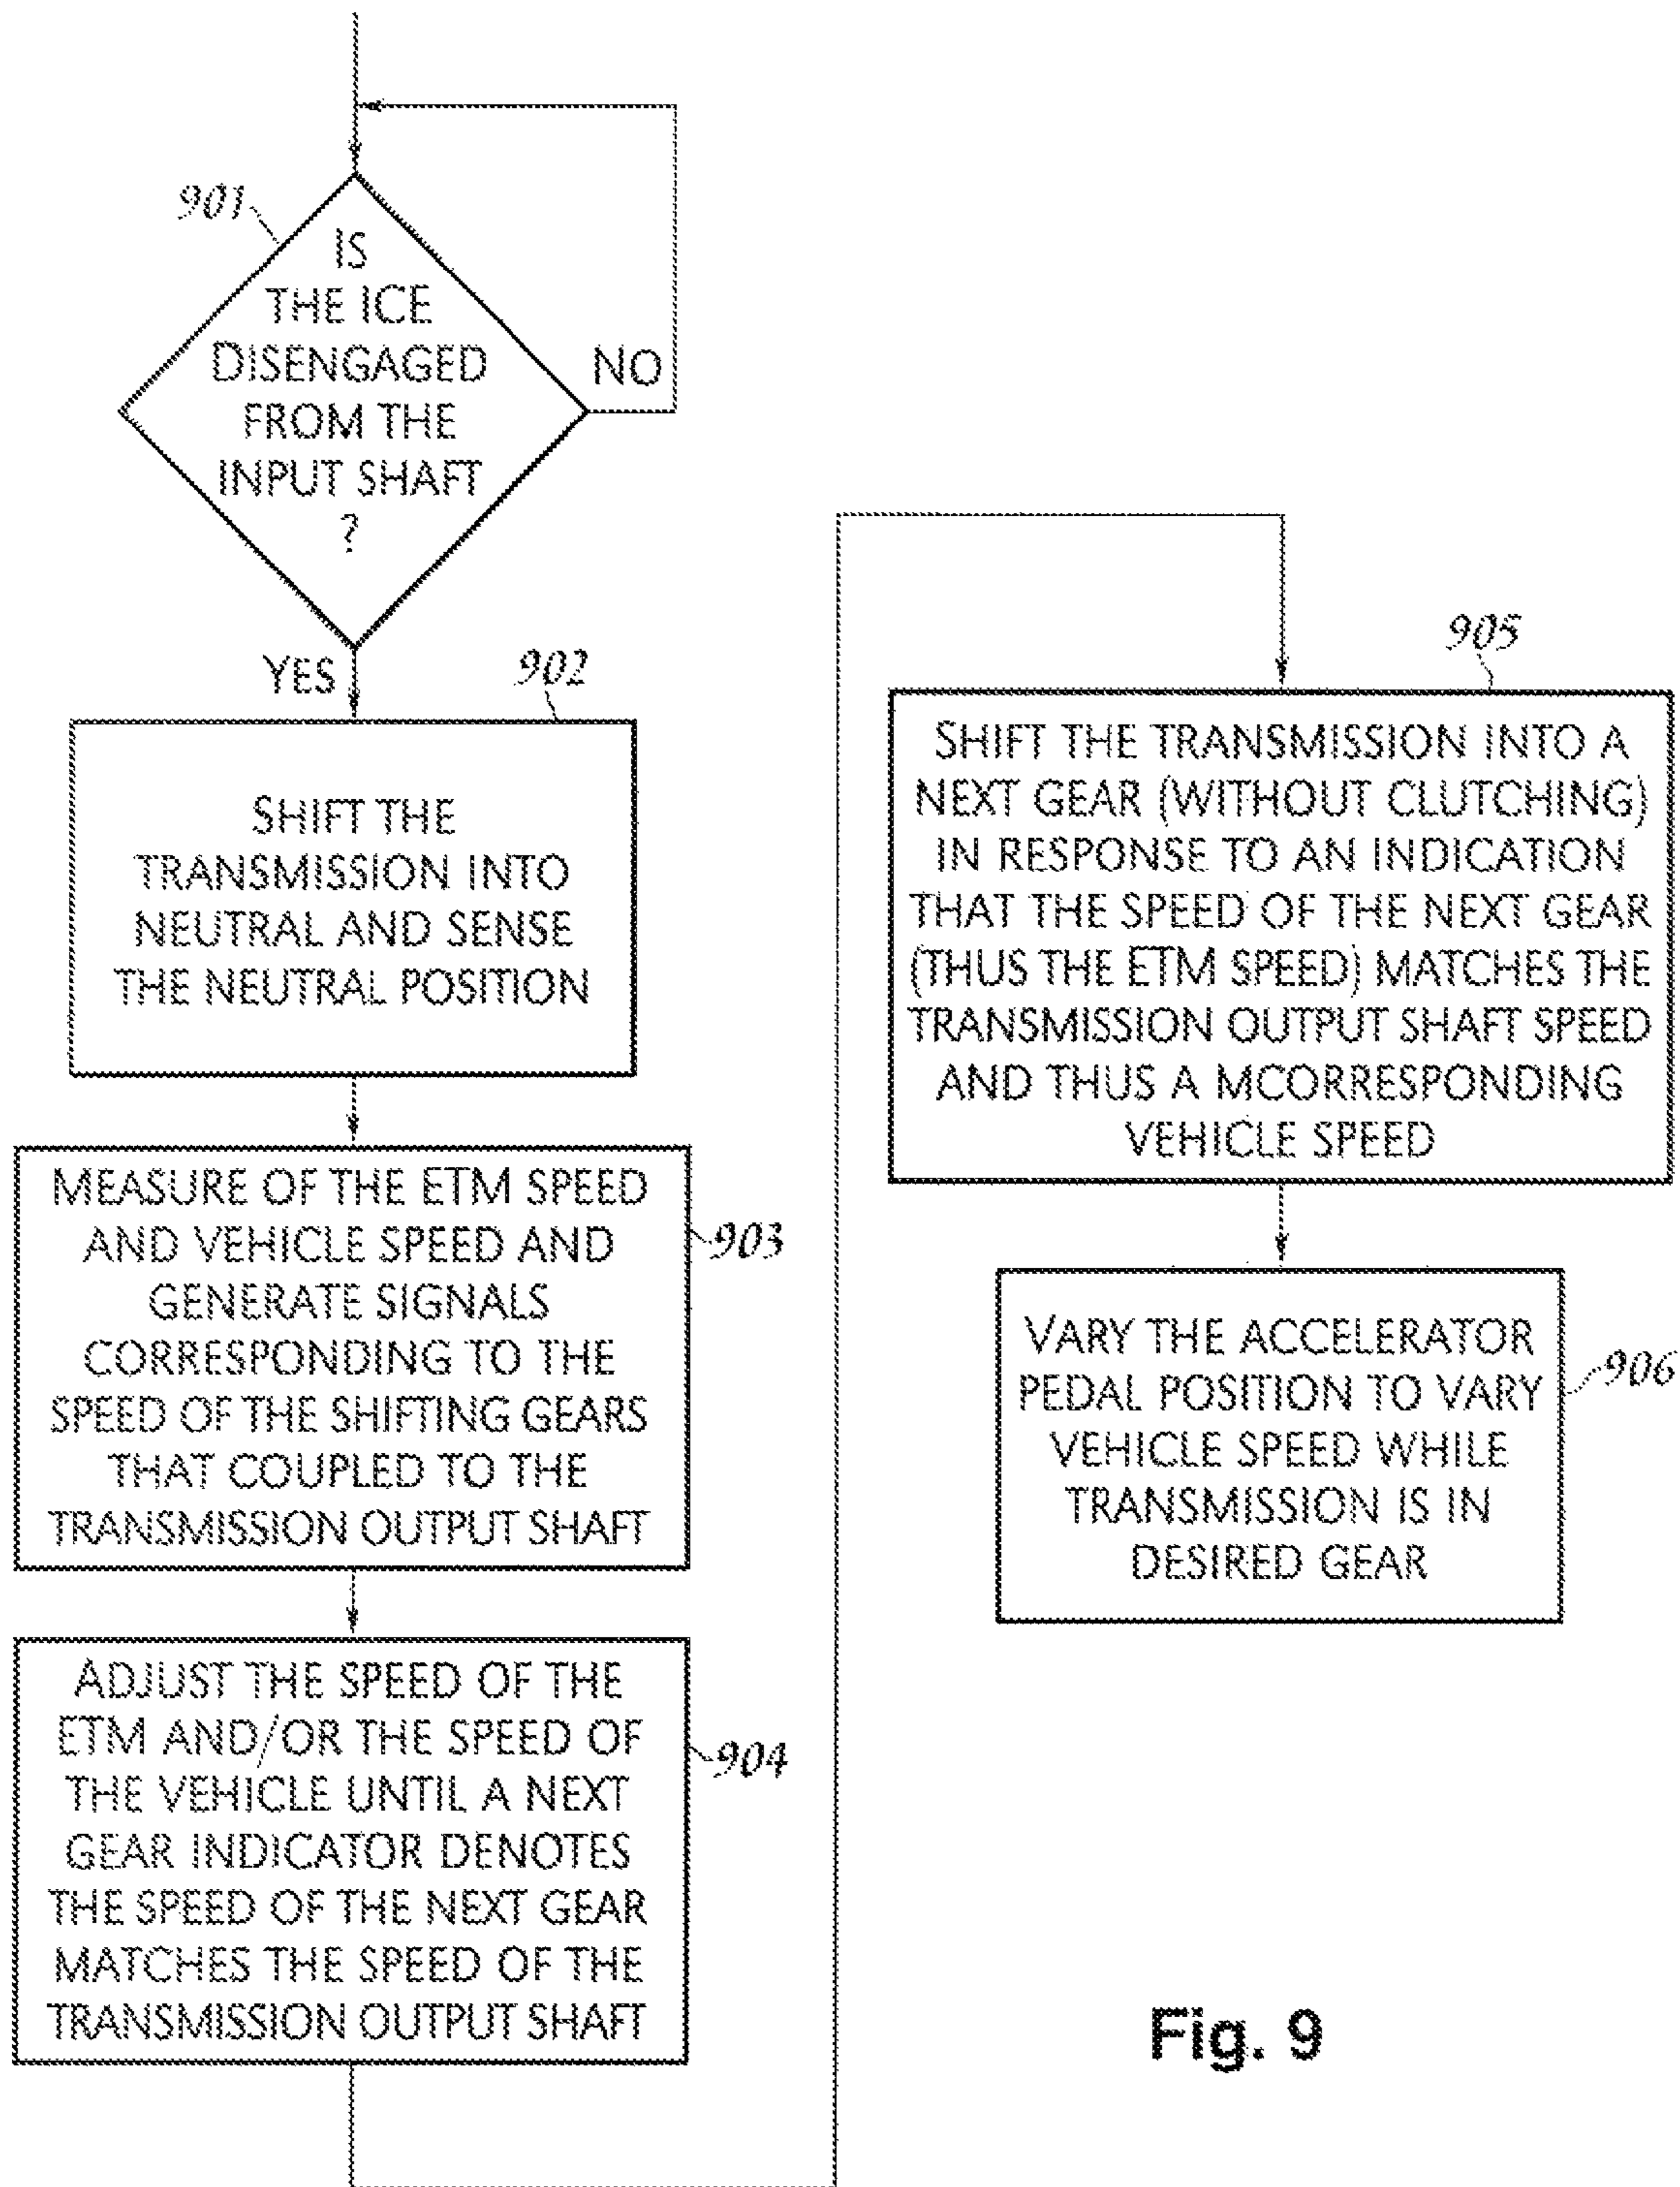 901
IS
THE ICE
DISENGAGED
FROM THE
INPUT SHAFT
?
NO
YES
902
SHIFT THE
TRANSMISSION INTO
NEUTRAL AND SENSE
THE NEUTRAL POSITION
MEASURE OF THE ETM SPEED
AND VEHICLE SPEED AND
GENERATE SIGNALS
CORRESPONDING TO THE
SPEED OF THE SHIFTING GEARS
THAT COUPLED TO THE
TRANSMISSION OUTPUT SHAFT
903
ADJUST THE SPEED OF THE
ETM AND/OR THE SPEED OF
THE VEHICLE UNTIL A NEXT
GEAR INDICATOR DENOTES
THE SPEED OF THE NEXT GEAR
MATCHES THE SPEED OF THE
TRANSMISSION OUTPUT SHAFT
904
905
SHIFT THE TRANSMISSION INTO A
NEXT GEAR (WITHOUT CLUTCHING)
IN RESPONSE TO AN INDICATION
THAT THE SPEED OF THE NEXT GEAR
(THUS THE ETM SPEED) MATCHES THE
TRANSMISSION OUTPUT SHAFT SPEED
AND THUS A MCORRESPONDING
VEHICLE SPEED
VARY THE ACCELERATOR
PEDAL POSITION TO VARY
VEHICLE SPEED WHILE
TRANSMISSION IS IN
DESIRED GEAR
906
Fig. 9